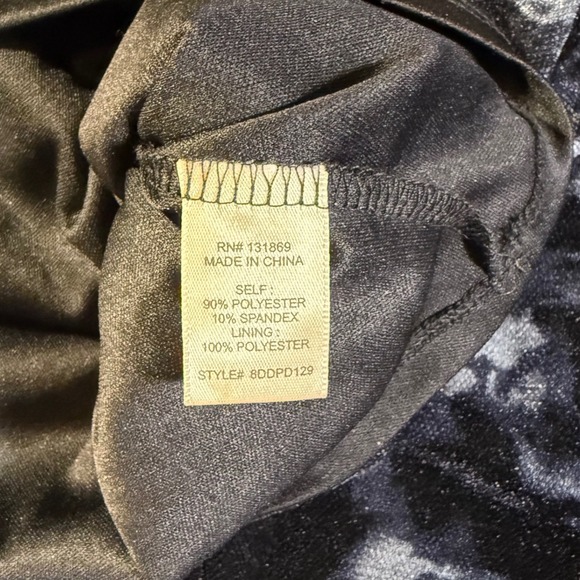 RN# 131869
MADE IN CHINA
SELF :
90% POLYESTER
10% SPANDEX
LINING :
100% POLYESTER
STYLE# 8DDPD129